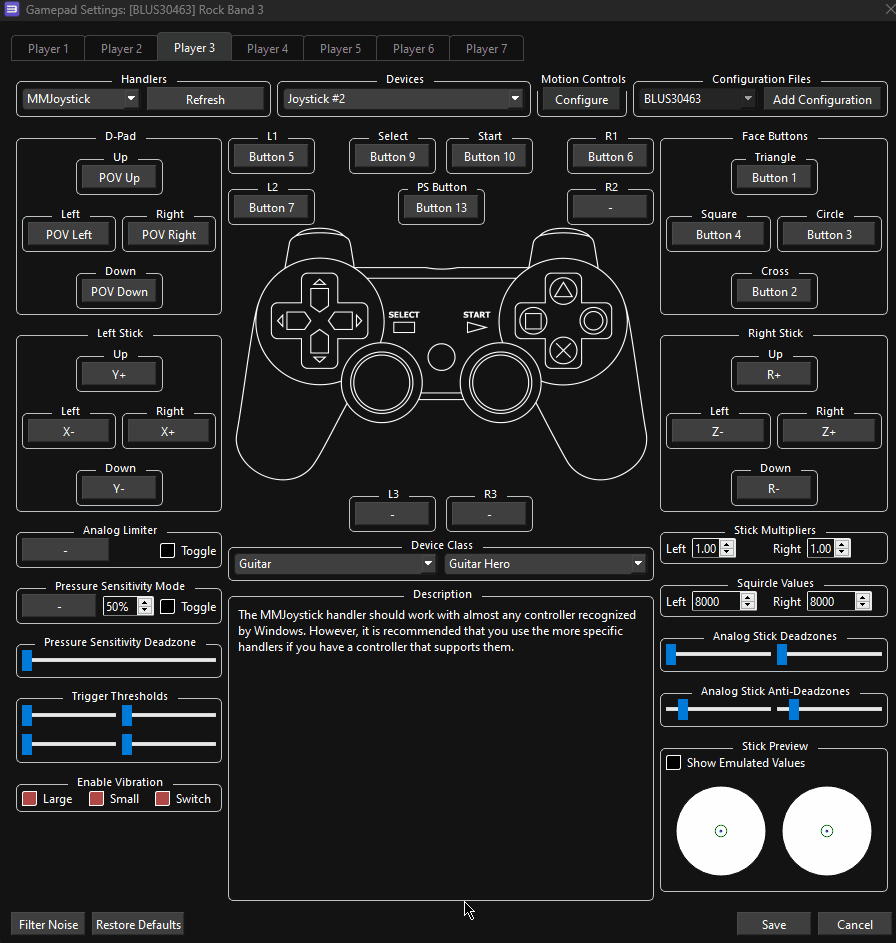 Gamepad Settings: [BLUS30463] Rock Band 3
Player 1
Player 2
Player 3
Player 4
Player 5
Player 6
Player 7
Handlers
MMJoystick
Refresh
Devices
Joystick #2
Motion Controls
Configure
Configuration Files
BLUS30463
Add Configuration
D-Pad
Up
POV Up
Left
POV Left
Right
POV Right
Down
POV Down
L1
Button 5
Select
Button 9
Start
Button 10
R1
Button 6
L2
Button 7
PS Button
Button 13
R2
-
Face Buttons
Triangle
Button 1
Square
Button 4
Circle
Button 3
Cross
Button 2
SELECT
START
Left Stick
Up
Y+
Left
X-
Right
X+
Down
Y-
Right Stick
Up
R+
Left
Z-
Right
Z+
Down
R-
L3
-
R3
-
Analog Limiter
-
Toggle
Pressure Sensitivity Mode
-
50%
Toggle
Pressure Sensitivity Deadzone
Trigger Thresholds
Enable Vibration
Large
Small
Switch
Device Class
Guitar
Guitar Hero
Description
The MMJoystick handler should work with almost any controller recognized
by Windows. However, it is recommended that you use the more specific
handlers if you have a controller that supports them.
Stick Multipliers
Left
1.00
Right
1.00
Squircle Values
Left
8000
Right
8000
Analog Stick Deadzones
Analog Stick Anti-Deadzones
Stick Preview
Show Emulated Values
Filter Noise
Restore Defaults
Save
Cancel